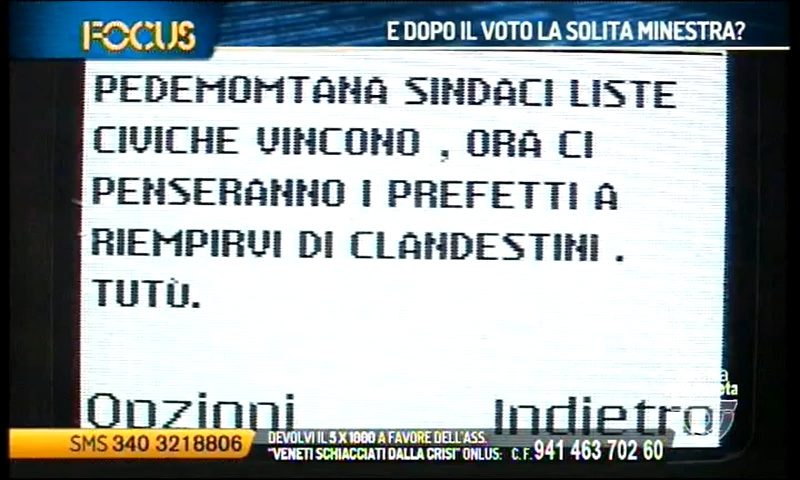 FOCUS
E DOPO IL VOTO LA SOLITA MINESTRA?
PEDEMOMTANA SINDACI LISTE
CIVICHE VINCONO , ORA CI
PENSERANNO I PREFETTI A
RIEMPIRVI DI CLANDESTINI .
TUTÙ.
Opzioni Indietro
SMS 340 3218806
DEVOLVI IL 5 X 1000 A FAVORE DELL'ASS.
"VENETI SCHIACCIATI DALLA CRISI" ONLUS: C.F. 941 463 702 60